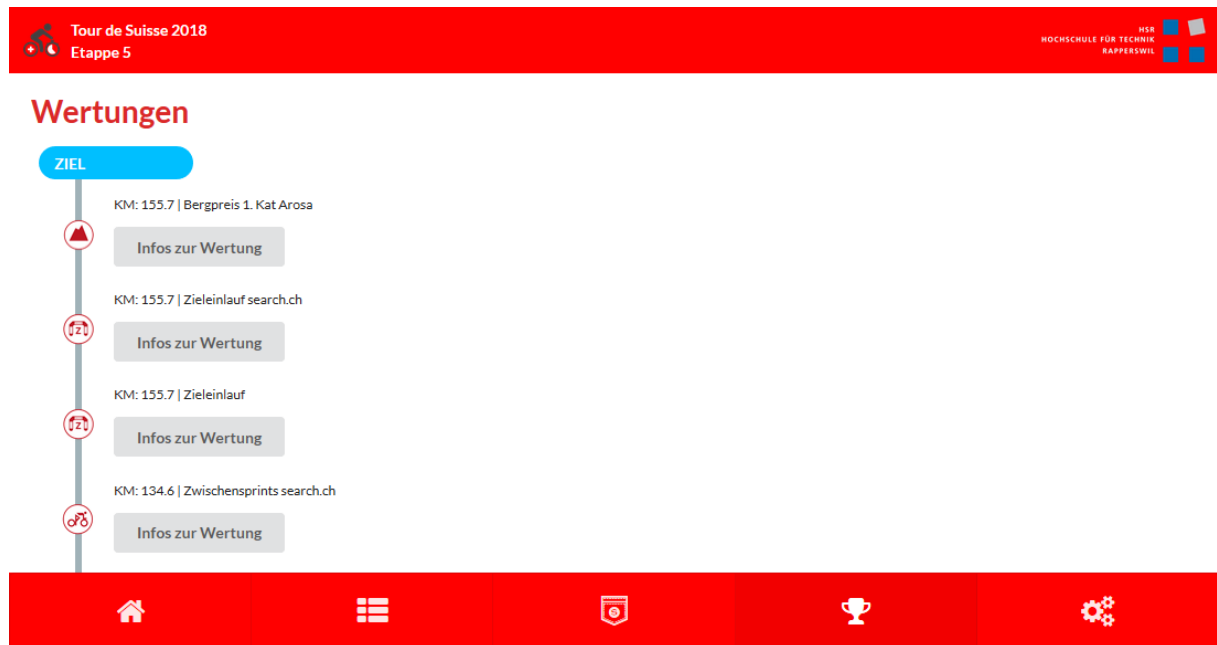 Tour de Suisse 2018
Etappe 5
HSR
HOCHSCHULE FÜR TECHNIK
RAPPERSWIL
Wertungen
ZIEL
KM: 155.7 | Bergpreis 1. Kat Arosa
Infos zur Wertung
KM: 155.7 | Zieleinlauf search.ch
Z
Infos zur Wertung
KM: 155.7 | Zieleinlauf
Z
Infos zur Wertung
KM: 134.6 | Zwischensprints search.ch
Infos zur Wertung